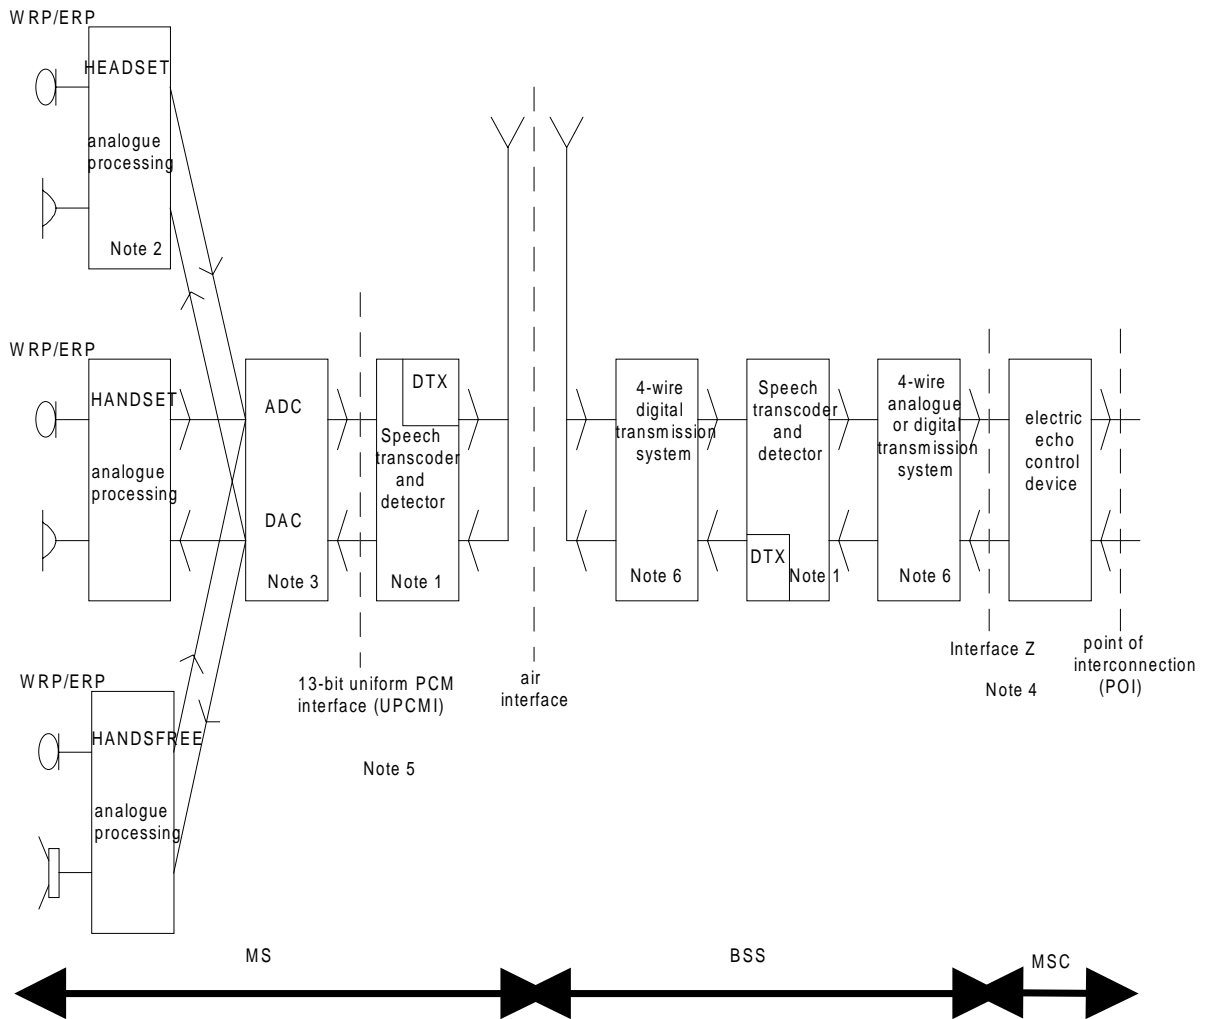 WRP/ERP
HEADSET
analogue
processing
Note 2
WRP/ERP
HANDSET
analogue
processing
ADC
DAC
Note 3
DTX
Speech
transcoder
and
detector
Note 1
4-wire
digital
transmission
system
Note 6
Speech
transcoder
and
detector
DTX
Note 1
4-wire
analogue
or digital
transmission
system
Note 6
electric
echo
control
device
WRP/ERP
HANDSFREE
analogue
processing
13-bit uniform PCM
interface (UPCMI)
Note 5
air
interface
Interface Z
Note 4
point of
interconnection
(POI)
MS
BSS
MSC